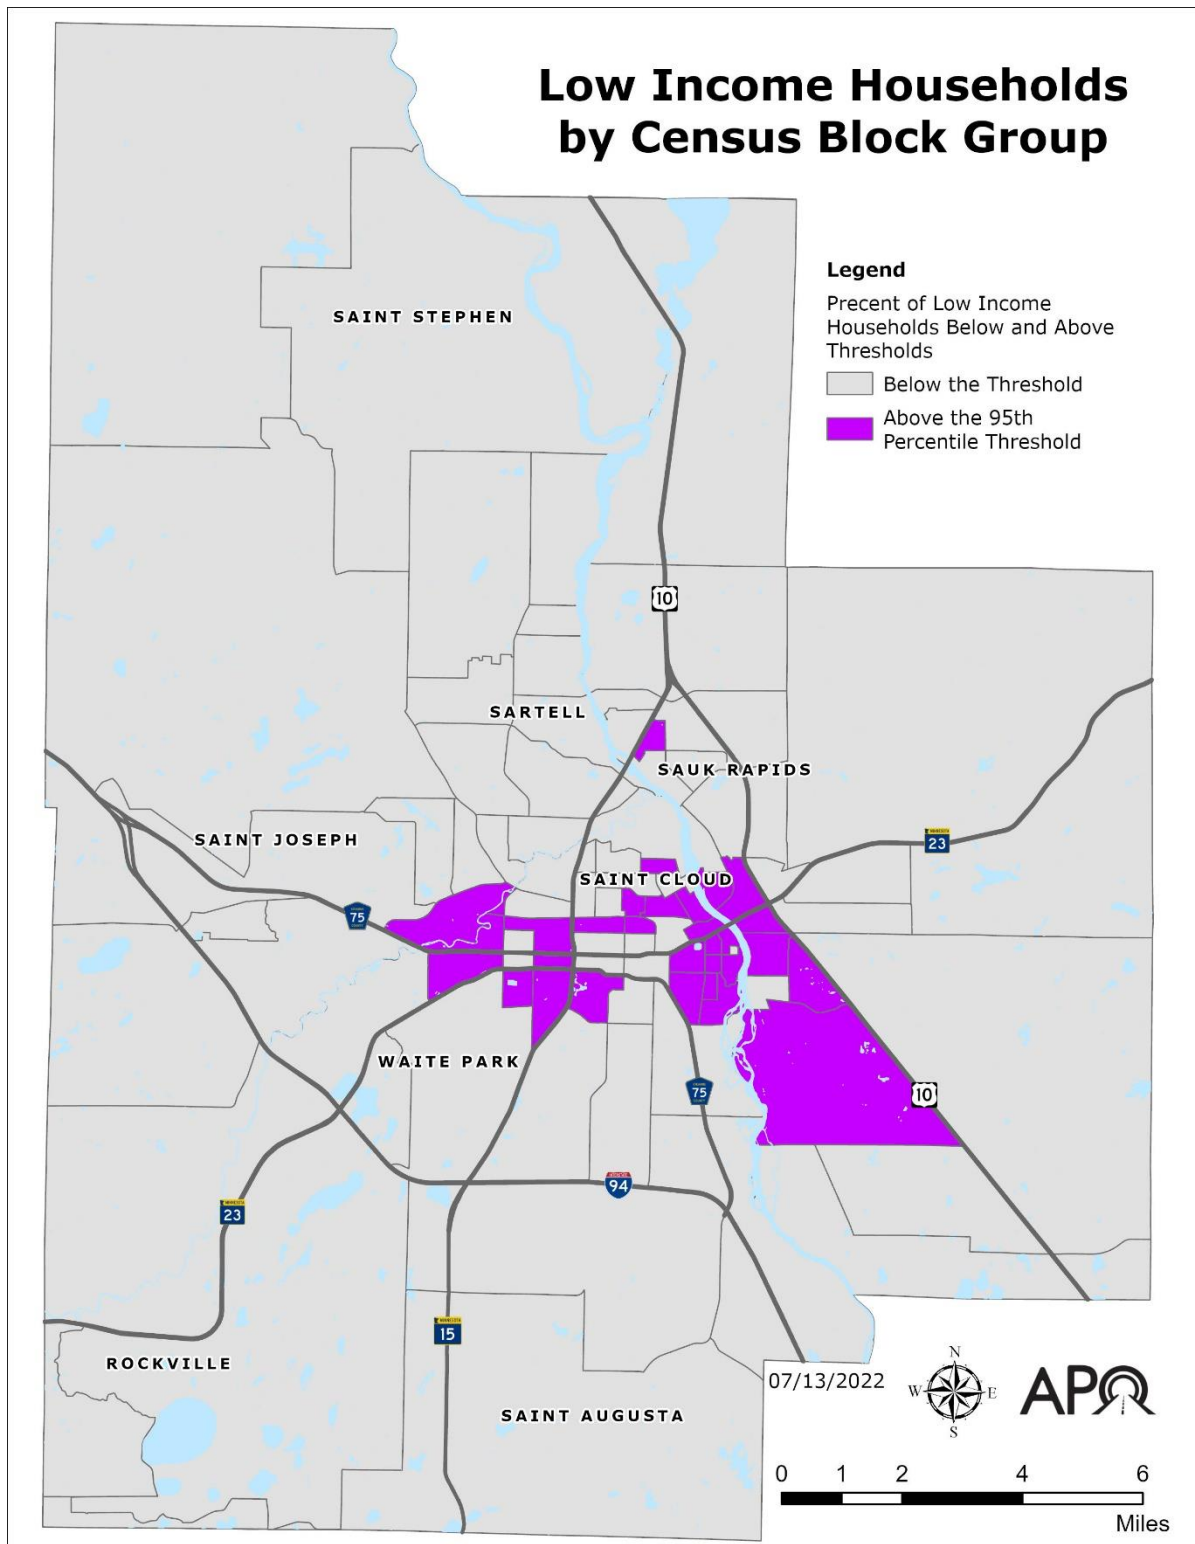 Low Income Households
by Census Block Group
Legend
Precent of Low Income
Households Below and Above
Thresholds
Below the Threshold
Above the 95th
Percentile Threshold
SAINT STEPHEN
10
SARTELL
SAUK RAPIDS
SAINT JOSEPH
MINNESOTA
23
SAINT CLOUD
75
WAITE PARK
75
10
94
MINNESOTA
23
MINNESOTA
15
ROCKVILLE
SAINT AUGUSTA
07/13/2022
N
W
E
S
APO
0 1 2 4 6
Miles